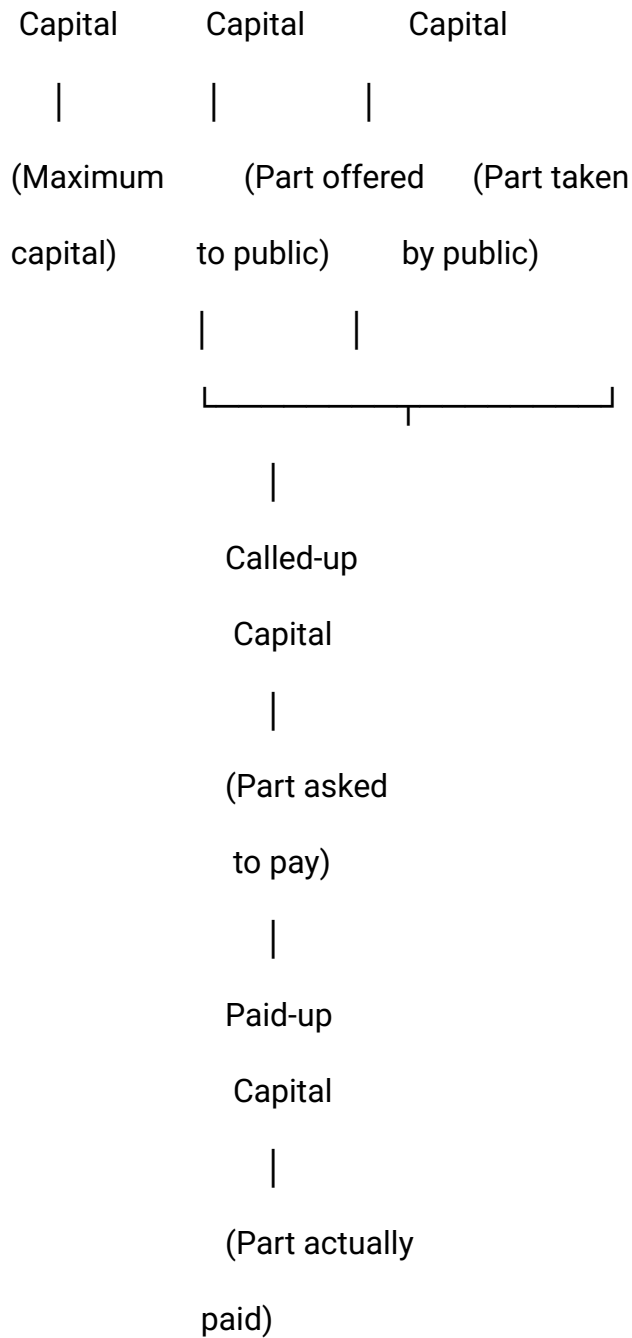 Capital Capital Capital
| | |
(Maximum (Part offered (Part taken
capital) to public) by public)
| |
└─────────┬─────────┘
|
Called-up
Capital
|
(Part asked
to pay)
|
Paid-up
Capital
|
(Part actually
paid)